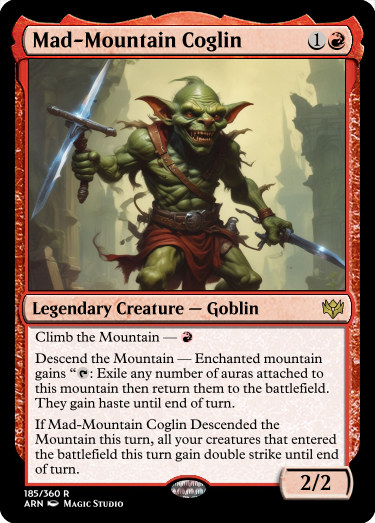 Mad-Mountain Coglin 1
Legendary Creature — Goblin
Climb the Mountain —
Descend the Mountain — Enchanted mountain
gains “: Exile any number of auras attached to
this mountain then return them to the battlefield.
They gain haste until end of turn.
If Mad-Mountain Coglin Descended the
Mountain this turn, all your creatures that entered
the battlefield this turn gain double strike until end
of turn.
2/2
185/360 R
ARN Magic Studio